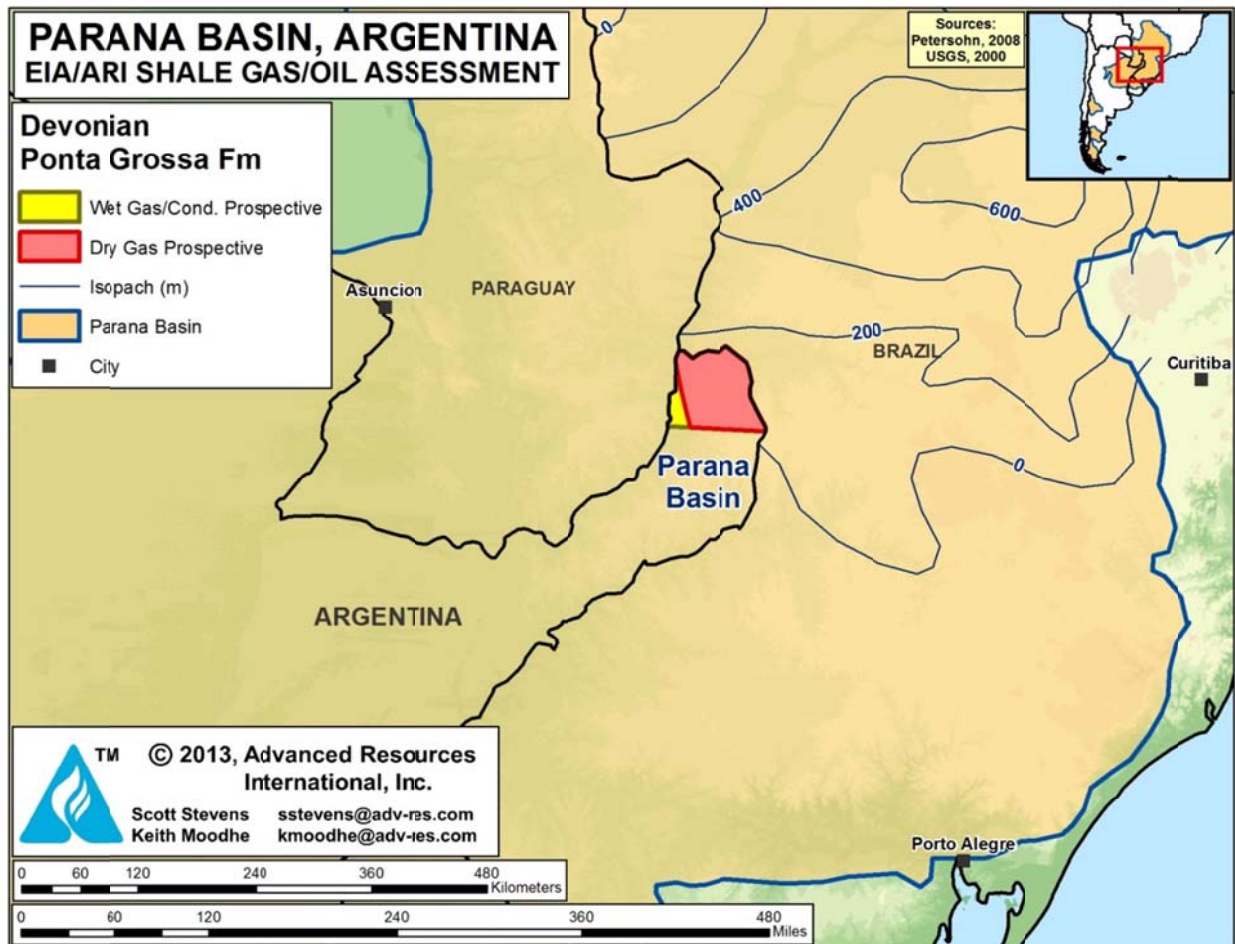 PARANA BASIN, ARGENTINA
EIA/ARI SHALE GAS/OIL ASSESSMENT
Sources:
Petersohn, 2008
USGS, 2000
Devonian
Ponta Grossa Fm
Wet Gas/Cond. Prospective
Dry Gas Prospective
Isopach (m)
Parana Basin
City
0
400
600
Asuncion
PARAGUAY
200
BRAZIL
Curitiba
Parana
Basin
0
ARGENTINA
TM © 2013, Advanced Resources
International, Inc.
Scott Stevens sstevens@adv-res.com
Keith Moodhe kmoodhe@adv-res.com
Porto Alegre
0 60 120 240 360 480
Kilometers
0 60 120 240 360 480
Miles